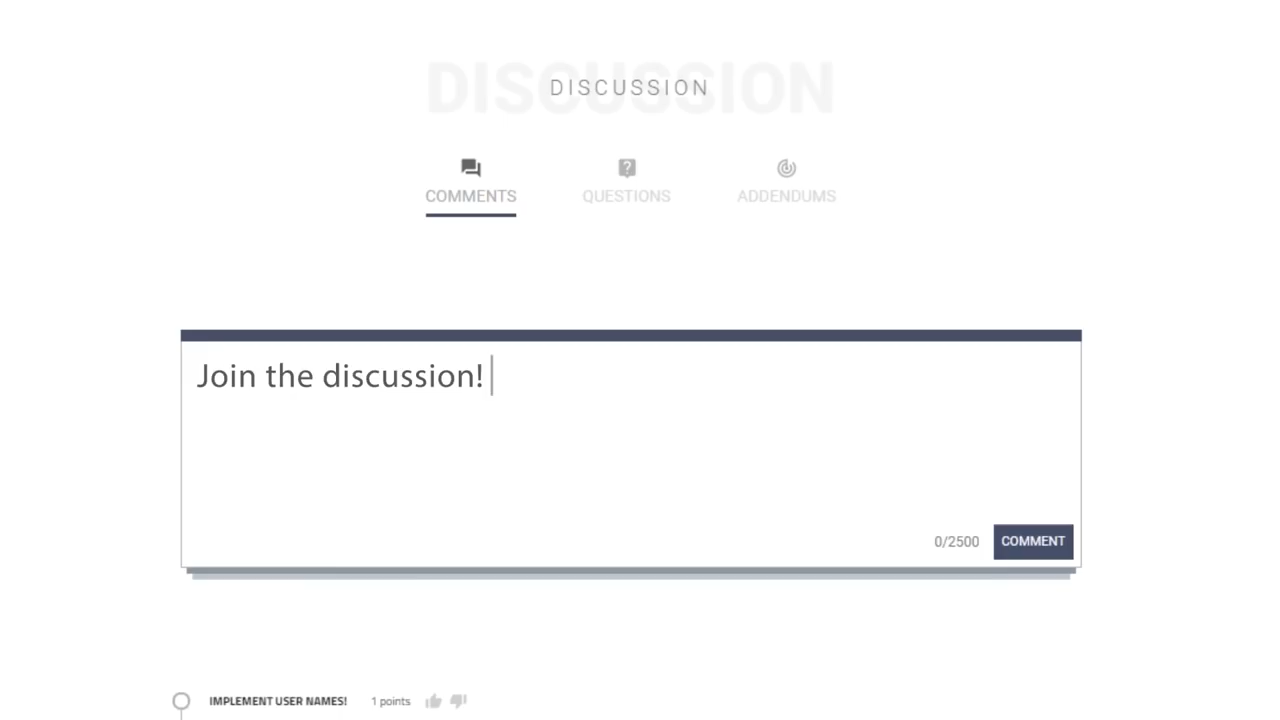 DISCUSSION
DISCUSSION
COMMENTS QUESTIONS ADDENDUMS
Join the discussion!
0/2500 COMMENT
IMPLEMENT USER NAMES! 1 points